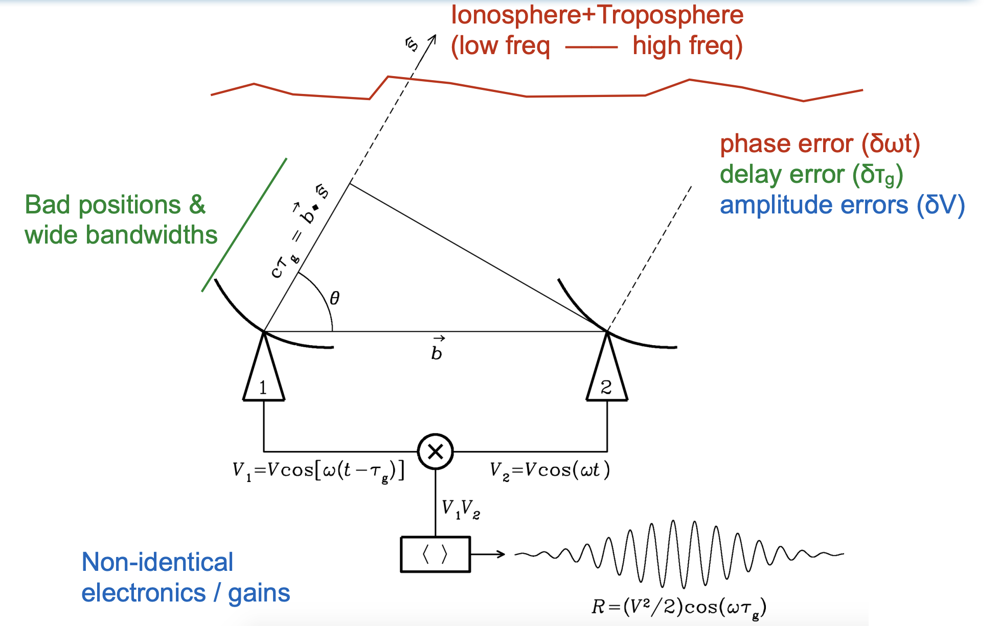 Ionosphere+Troposphere
(low freq —— high freq)
ŝ
phase error (δωt)
delay error (δτg)
amplitude errors (δV)
Bad positions &
wide bandwidths
cτg = b⃗ • ŝ
θ
b⃗
1
2
V₁=Vcos[ω(t−τg)]
V₂=Vcos(ωt)
V₁V₂
⟨ ⟩
Non-identical
electronics / gains
R=(V²/2)cos(ωτg)